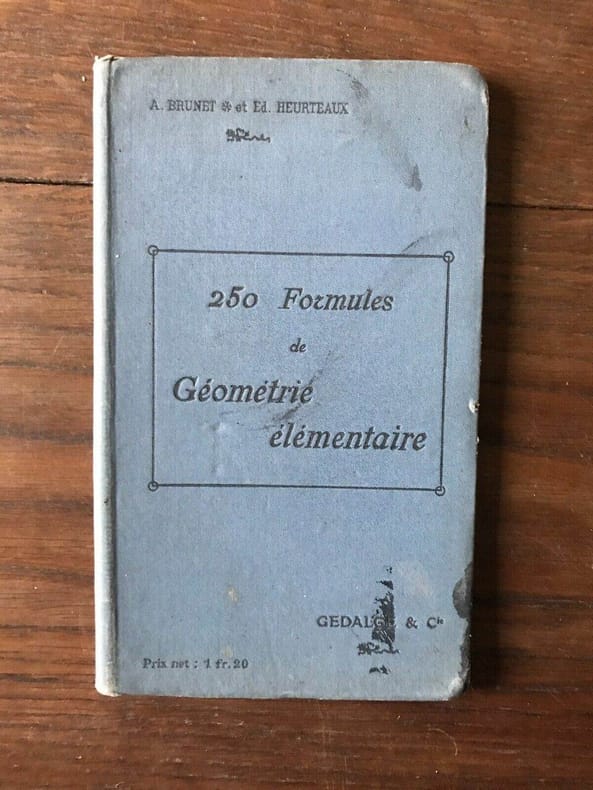 A. BRUNET * et Ed. HEURTEAUX
250 Formules
de
Géométrie
élémentaire
GEDALGE & Cie
Prix net : 1 fr. 20